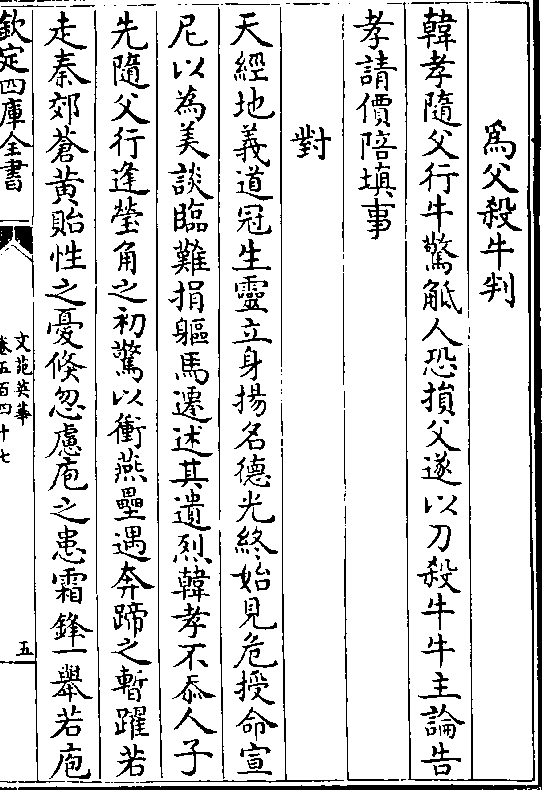 為父殺牛判
韓孝隨父行牛驚觝人恐損父遂以刀殺牛牛主論告
孝請價陪填事
對
天經地義道冠生靈立身揚名德光終始見危授命宣
尼以為美談臨難捐軀馬遷述其遺烈韓孝不忝人子
先隨父行逢瑩角之初驚以衝燕壘遇奔蹄之暫躍若
走秦郊蒼黄貽性之憂倏忽慮庖之患霜鋒一舉若庖
欽定四庫全書
文苑英華
卷五百四十七
五